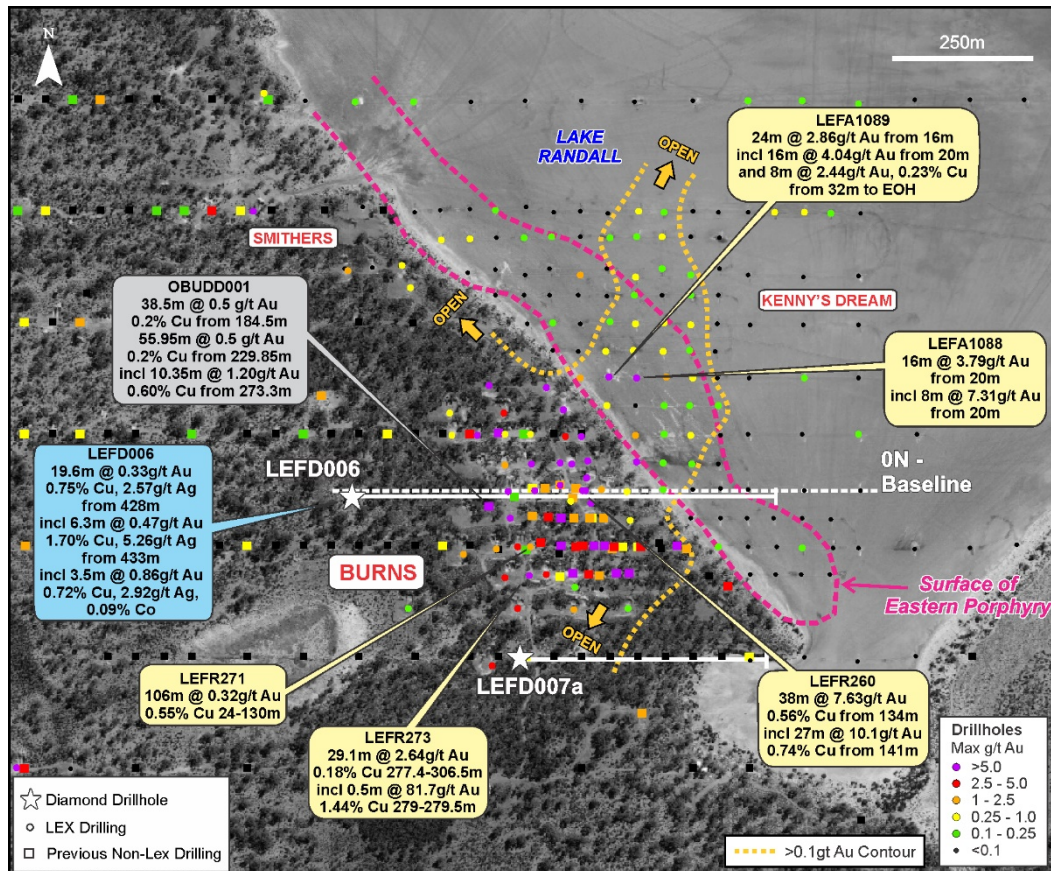 N
250m
LAKE
RANDALL
OPEN
LEFA1089
24m @ 2.86g/t Au from 16m
incl 16m @ 4.04g/t Au from 20m
and 8m @ 2.44g/t Au, 0.23% Cu
from 32m to EOH
SMITHERS
KENNY'S DREAM
OBUDD001
38.5m @ 0.5 g/t Au
0.2% Cu from 184.5m
55.95m @ 0.5 g/t Au
0.2% Cu from 229.85m
incl 10.35m @ 1.20g/t Au
0.60% Cu from 273.3m
OPEN
LEFA1088
16m @ 3.79g/t Au
from 20m
incl 8m @ 7.31g/t Au
from 20m
LEFD006
19.6m @ 0.33g/t Au
0.75% Cu, 2.57g/t Ag
from 428m
incl 6.3m @ 0.47g/t Au
1.70% Cu, 5.26g/t Ag
from 433m
incl 3.5m @ 0.86g/t Au
0.72% Cu, 2.92g/t Ag,
0.09% Co
LEFD006
0N -
Baseline
BURNS
Surface of
Eastern Porphyry
OPEN
LEFD007a
LEFR271
106m @ 0.32g/t Au
0.55% Cu 24-130m
LEFR273
29.1m @ 2.64g/t Au
0.18% Cu 277.4-306.5m
incl 0.5m @ 81.7g/t Au
1.44% Cu 279-279.5m
LEFR260
38m @ 7.63g/t Au
0.56% Cu from 134m
incl 27m @ 10.1g/t Au
0.74% Cu from 141m
Diamond Drillhole
LEX Drilling
Previous Non-Lex Drilling
>0.1gt Au Contour
Drillholes
Max g/t Au
>5.0
2.5 - 5.0
1 - 2.5
0.25 - 1.0
0.1 - 0.25
<0.1